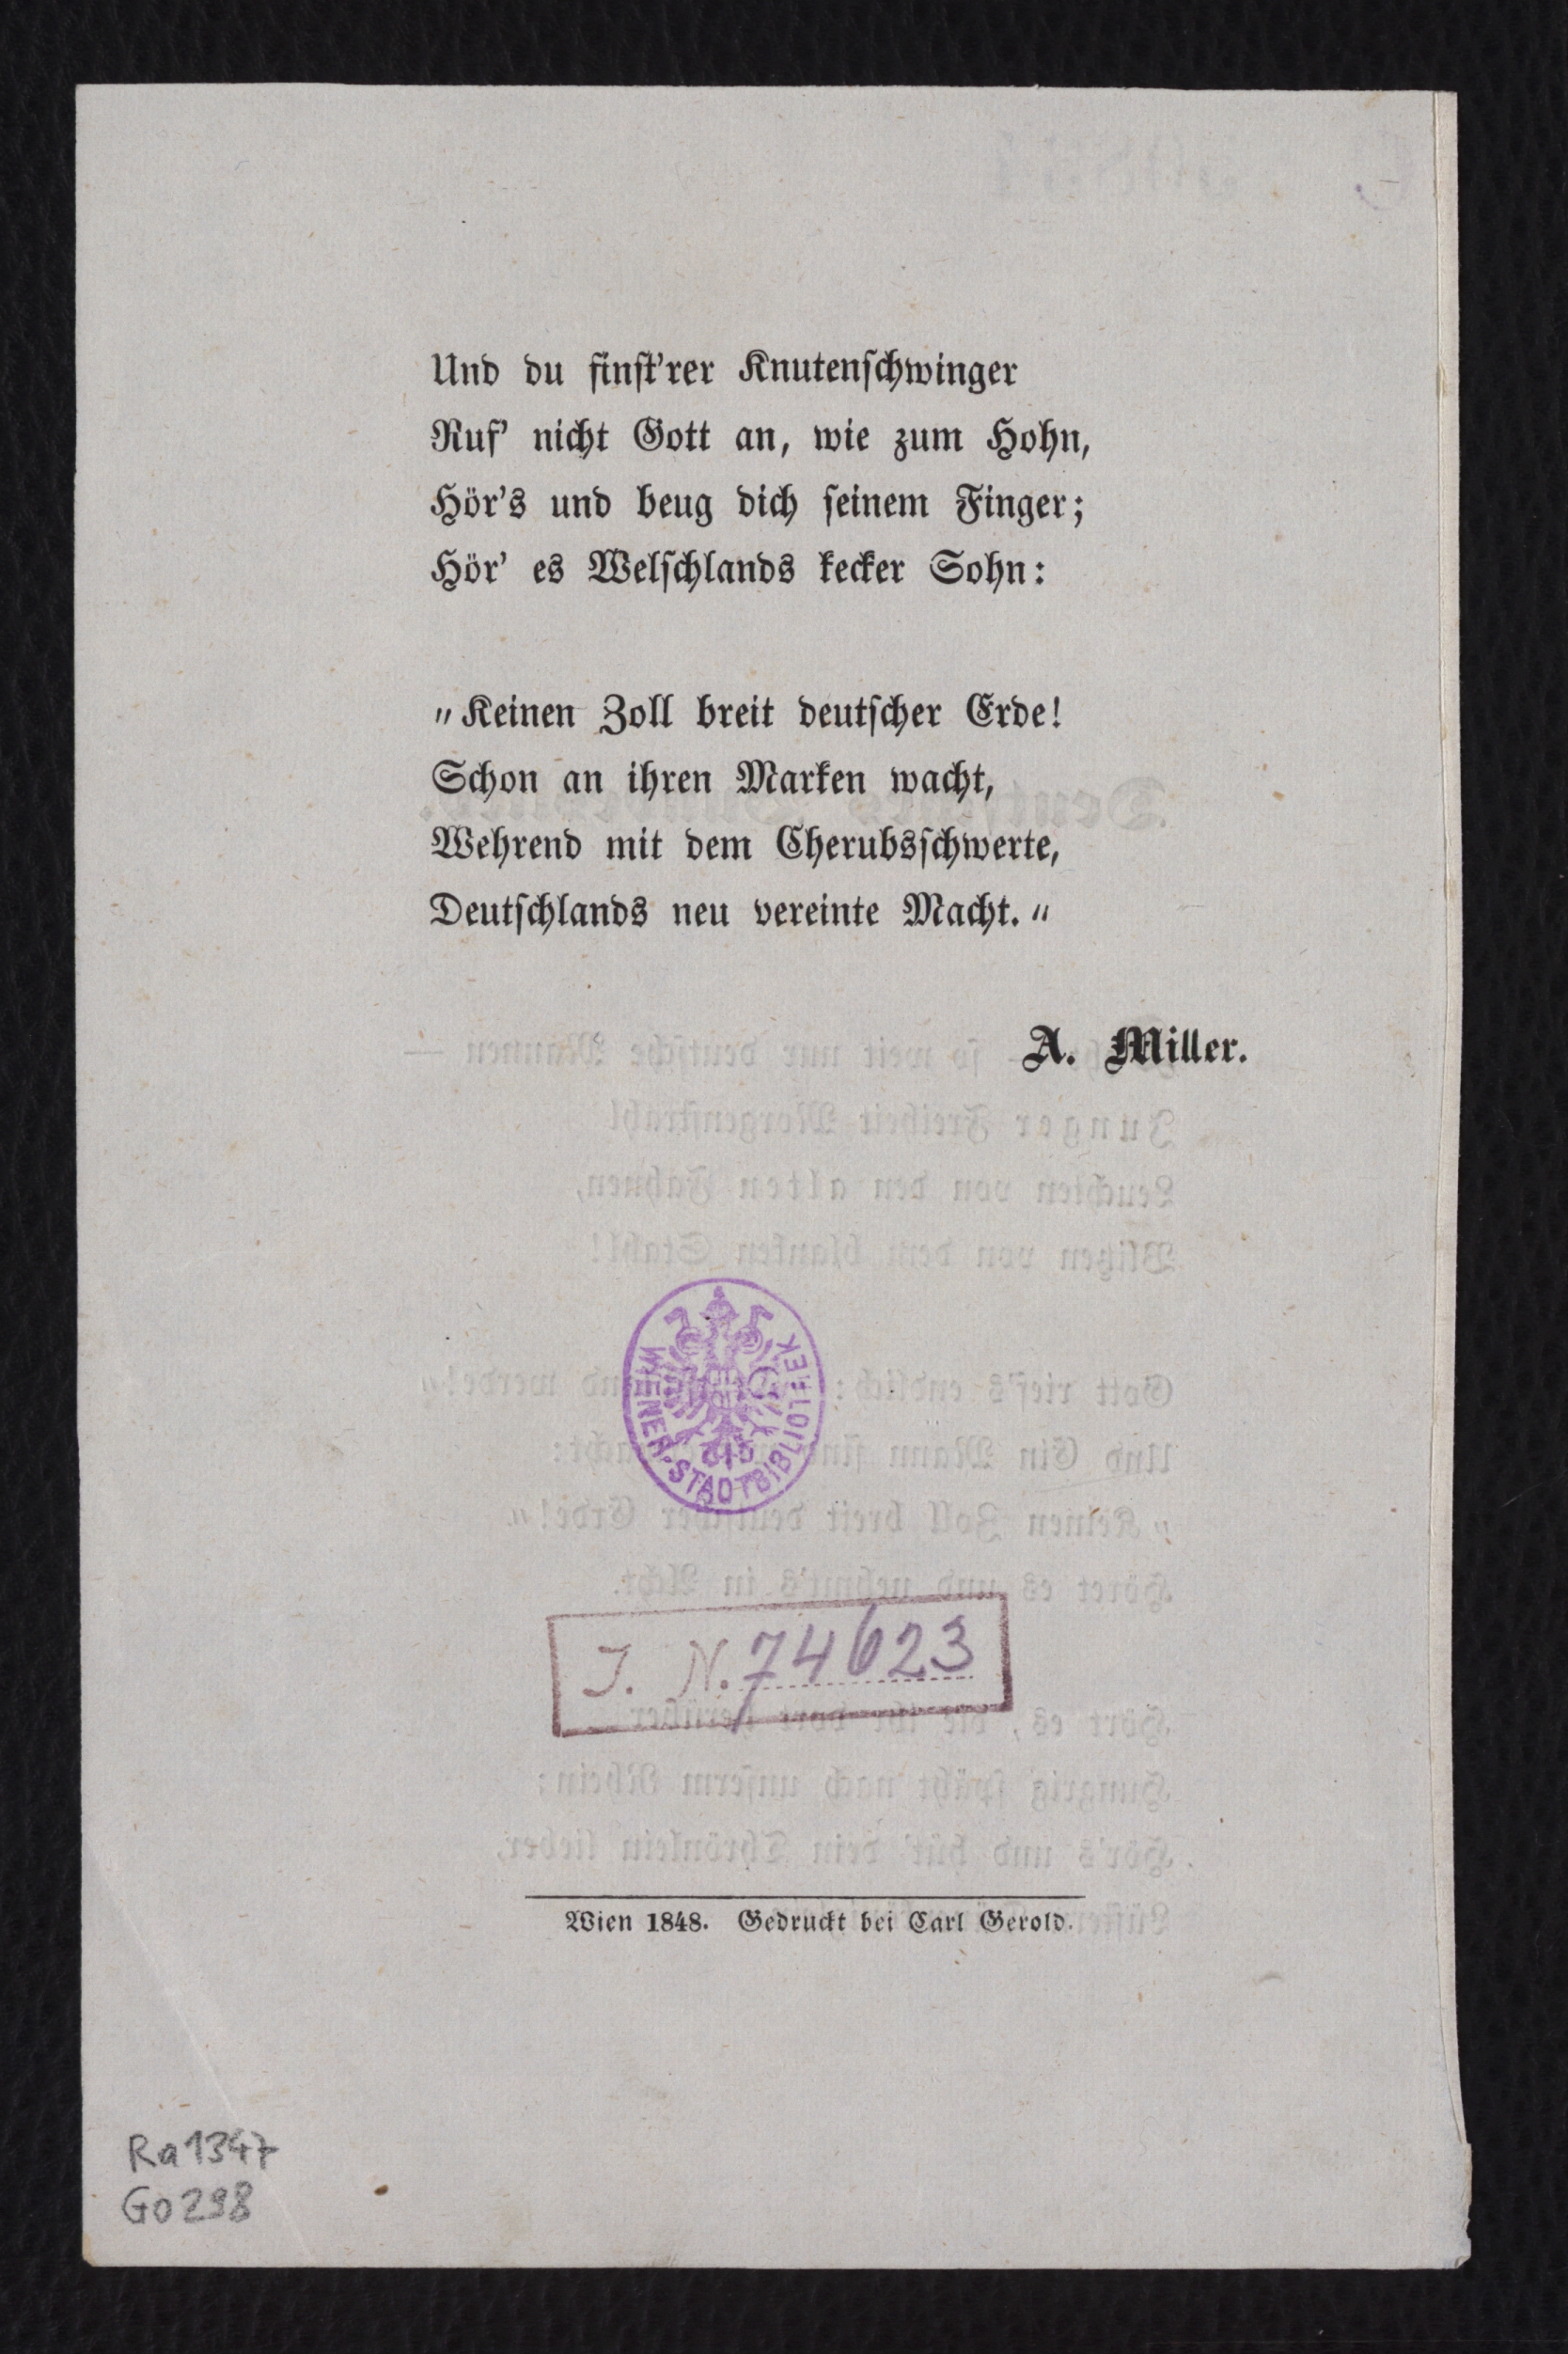 Und du finſt'rer Knutenſchwinger
Ruf' nicht Gott an, wie zum Hohn,
Hör's und beug dich ſeinem Finger;
Hör' es Welſchlands kecker Sohn:
„Keinen Zoll breit deutſcher Erde!
Schon an ihren Marken wacht,
Wehrend mit dem Cherubsſchwerte,
Deutſchlands neu vereinte Macht.“
A. Miller.
WIENER-STADTBIBLIOTHEK
J. N. 74623
Wien 1848. Gedruckt bei Carl Gerold.
Ra1347
Go298